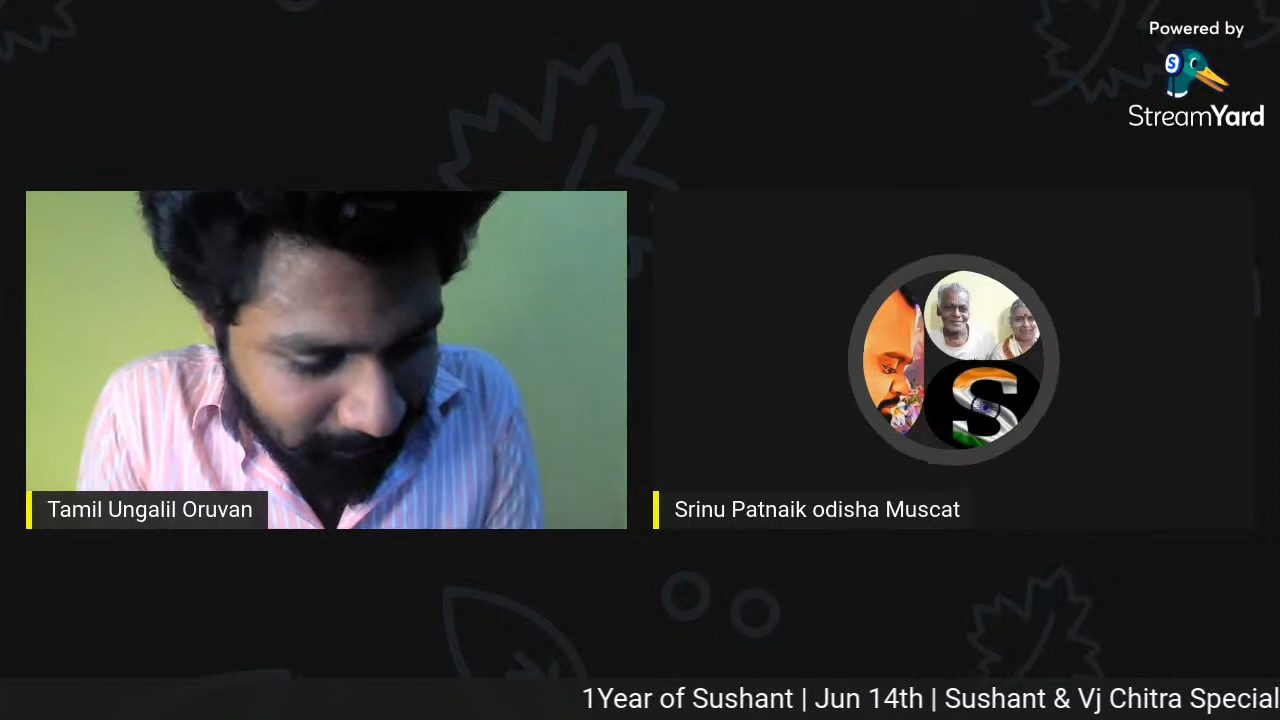 Powered by
S
StreamYard
S
Tamil Ungalil Oruvan
Srinu Patnaik odisha Muscat
1Year of Sushant | Jun 14th | Sushant & Vj Chitra Special